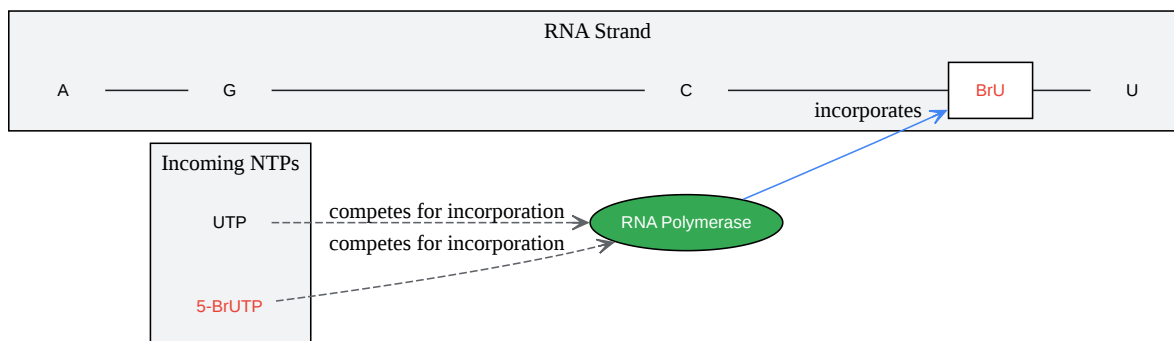 RNA Strand
A
G
C
BrU
U
incorporates
Incoming NTPs
UTP
competes for incorporation
RNA Polymerase
competes for incorporation
5-BrUTP